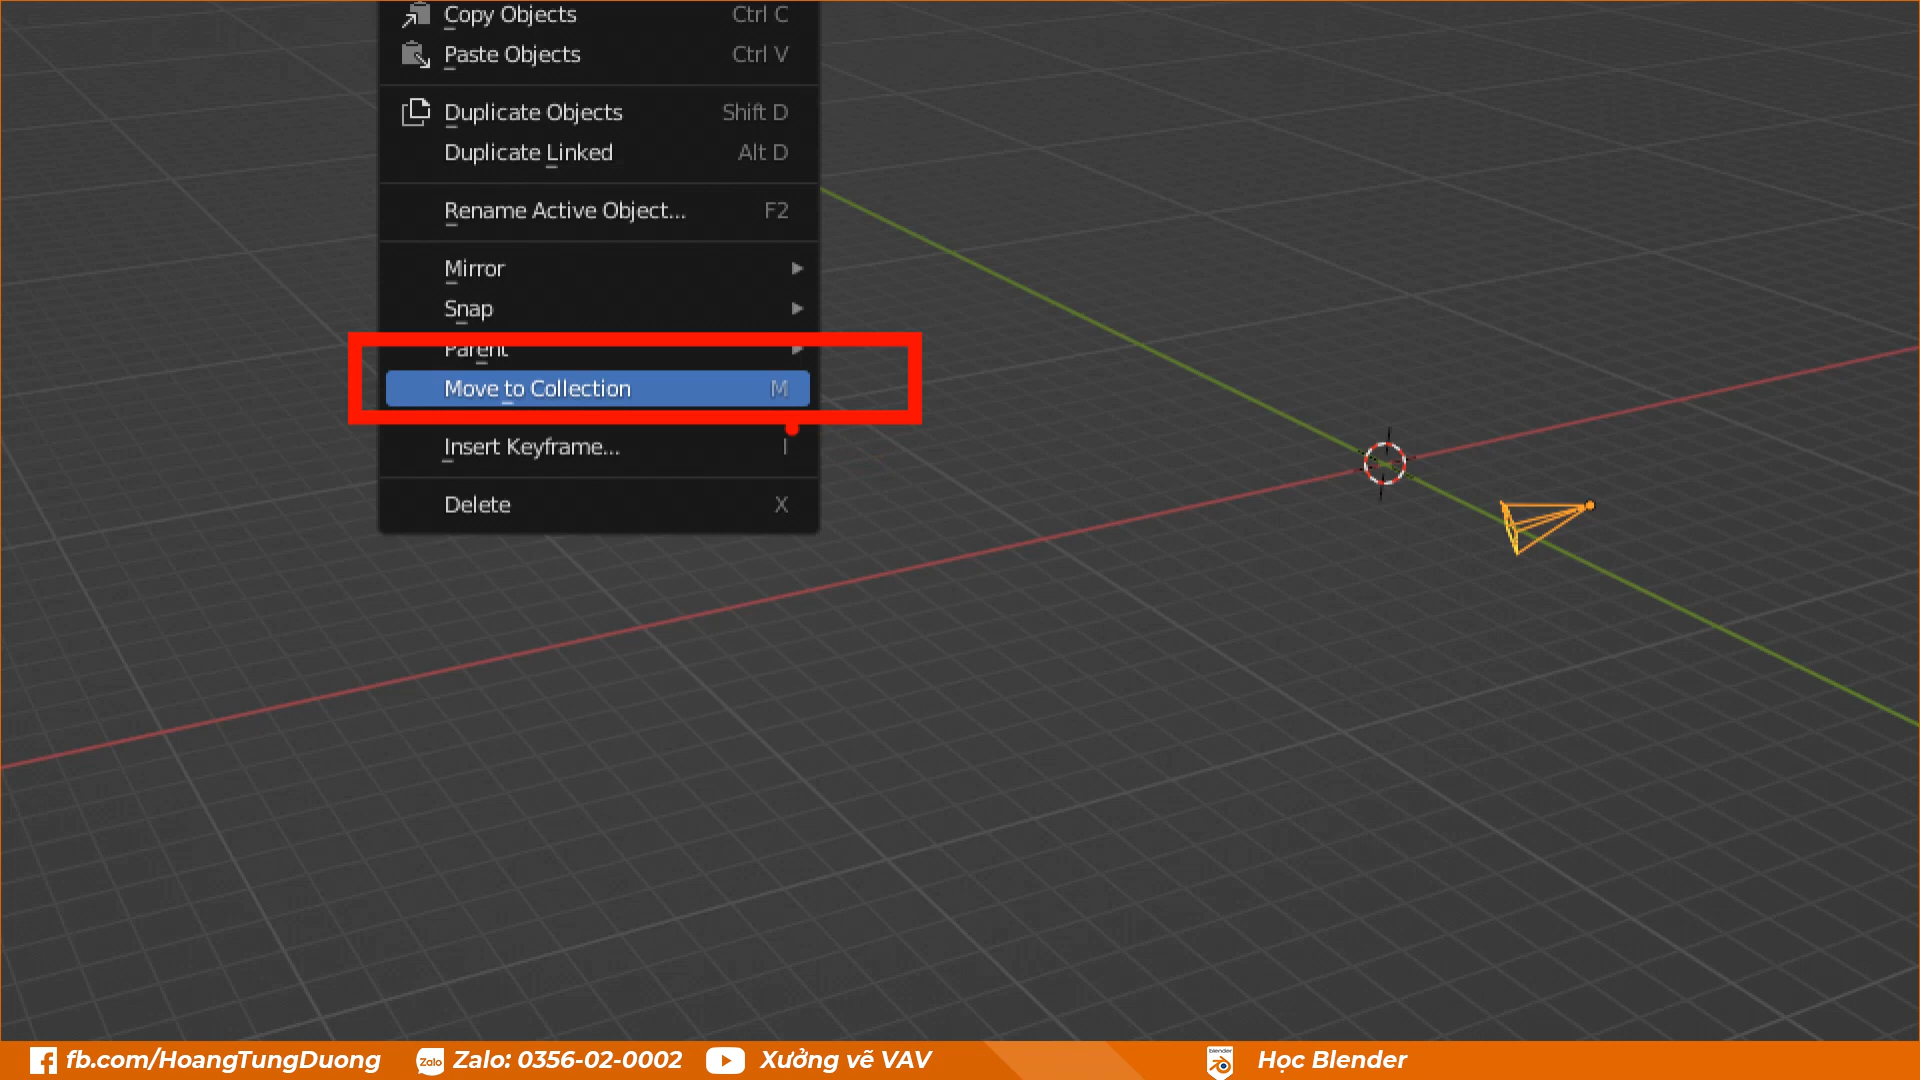 Copy Objects Ctrl C
Paste Objects Ctrl V
Duplicate Objects Shift D
Duplicate Linked Alt D
Rename Active Object... F2
Mirror
Snap
Parent
Move to Collection M
Insert Keyframe... I
Delete X
fb.com/HoangTungDuong Zalo Zalo: 0356-02-0002 Xưởng vẽ VAV blender Học Blender